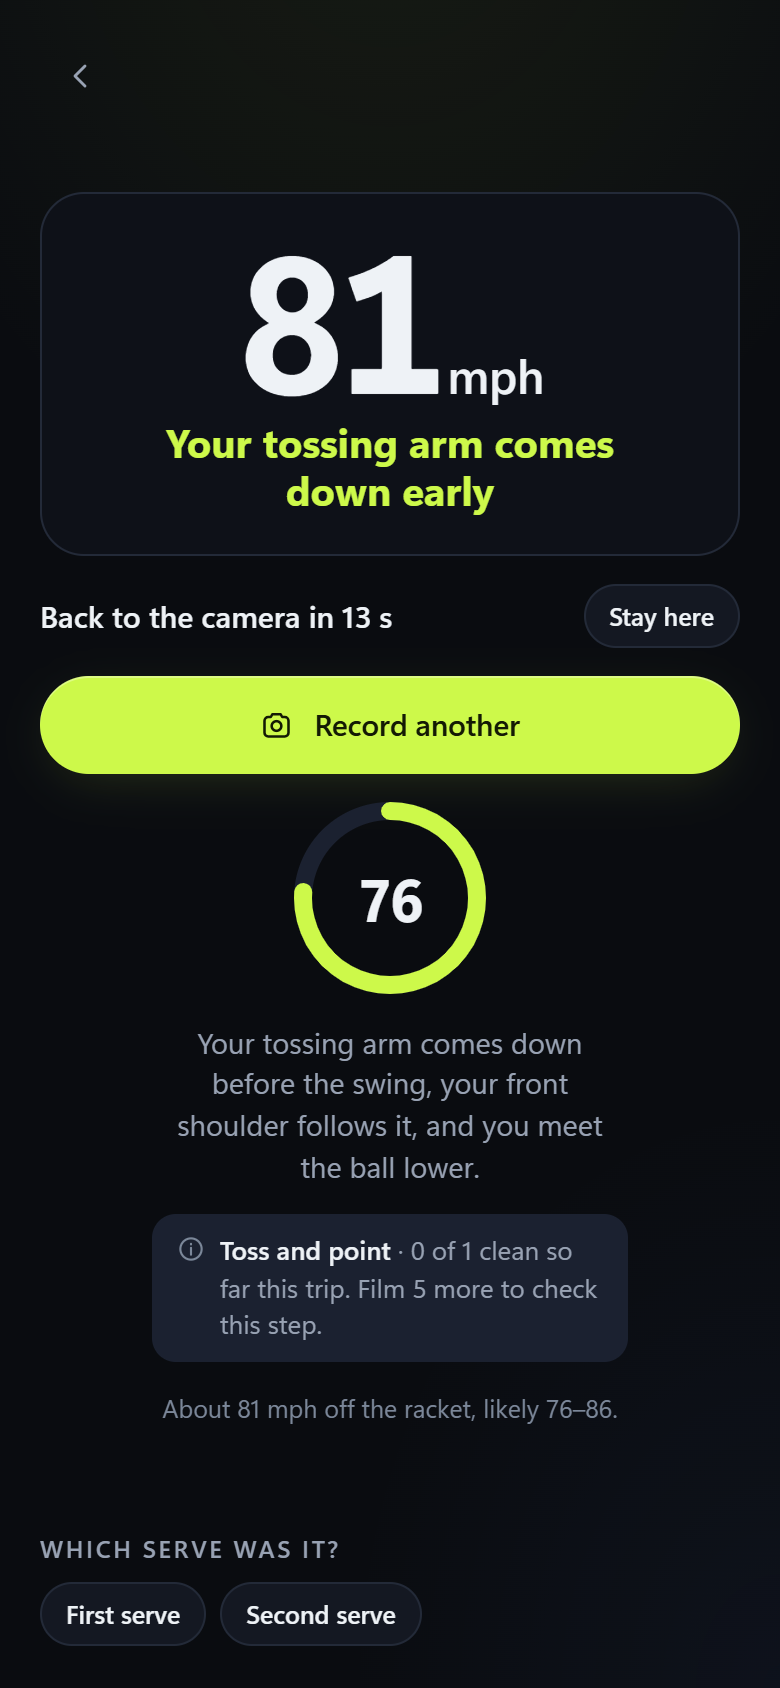 81 mph
Your tossing arm comes
down early
Back to the camera in 13 s
Stay here
Record another
76
Your tossing arm comes down
before the swing, your front
shoulder follows it, and you meet
the ball lower.
Toss and point · 0 of 1 clean so
far this trip. Film 5 more to check
this step.
About 81 mph off the racket, likely 76–86.
WHICH SERVE WAS IT?
First serve
Second serve